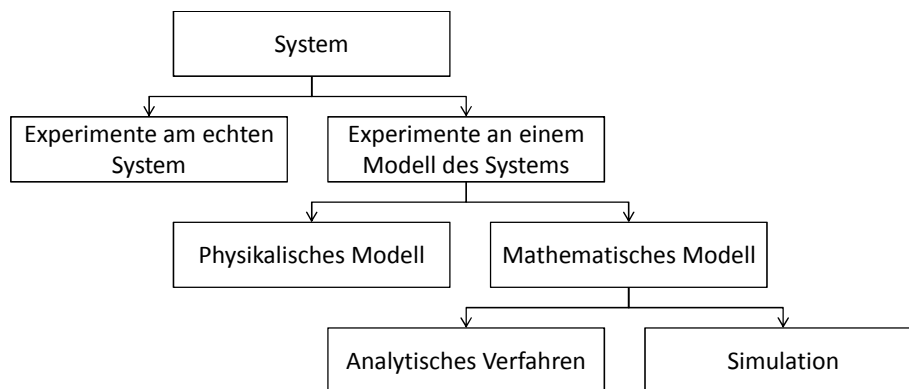 System
Experimente am echten
System
Experimente an einem
Modell des Systems
Physikalisches Modell
Mathematisches Modell
Analytisches Verfahren
Simulation